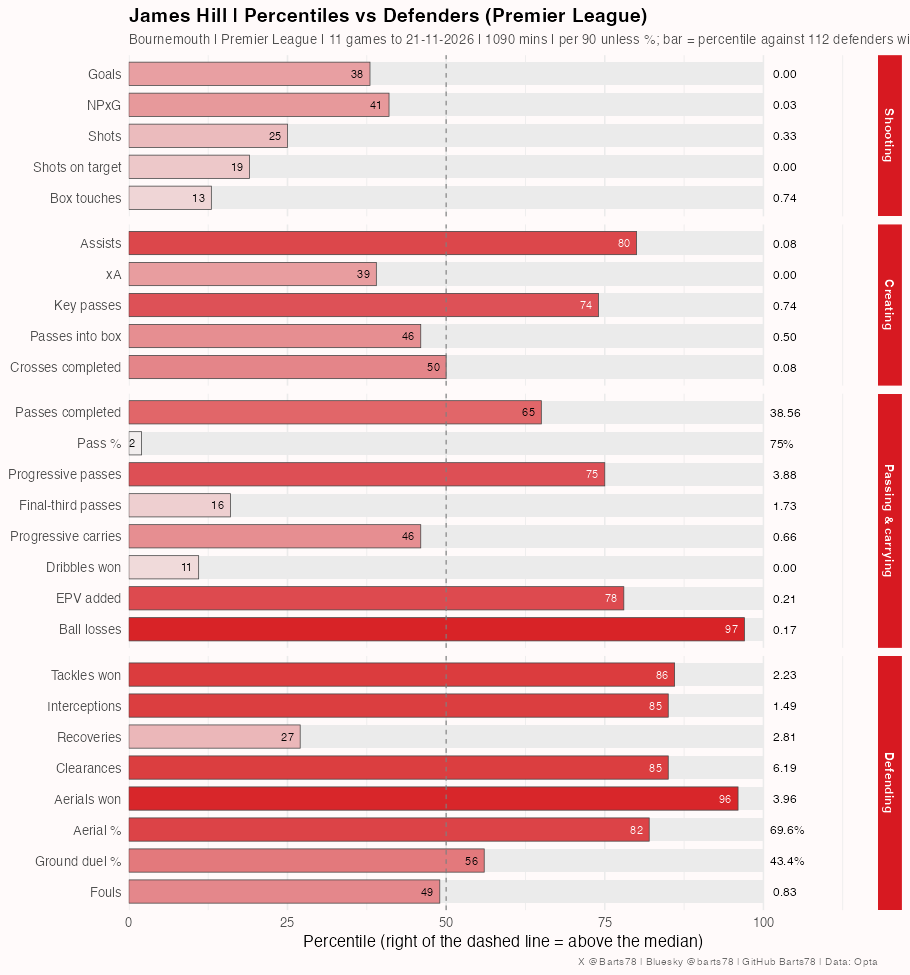 James Hill | Percentiles vs Defenders (Premier League)
Bournemouth | Premier League | 11 games to 21-11-2026 | 1090 mins | per 90 unless %; bar = percentile against 112 defenders wi
Goals 38 0.00
NPxG 41 0.03
Shots 25 0.33
Shots on target 19 0.00
Box touches 13 0.74
Shooting
Assists 80 0.08
xA 39 0.00
Key passes 74 0.74
Passes into box 46 0.50
Crosses completed 50 0.08
Creating
Passes completed 65 38.56
Pass % 2 75%
Progressive passes 75 3.88
Final-third passes 16 1.73
Progressive carries 46 0.66
Dribbles won 11 0.00
EPV added 78 0.21
Ball losses 97 0.17
Passing & carrying
Tackles won 86 2.23
Interceptions 85 1.49
Recoveries 27 2.81
Clearances 85 6.19
Aerials won 96 3.96
Aerial % 82 69.6%
Ground duel % 56 43.4%
Fouls 49 0.83
Defending
0 25 50 75 100
Percentile (right of the dashed line = above the median)
X @Barts78 | Bluesky @barts78 | GitHub Barts78 | Data: Opta